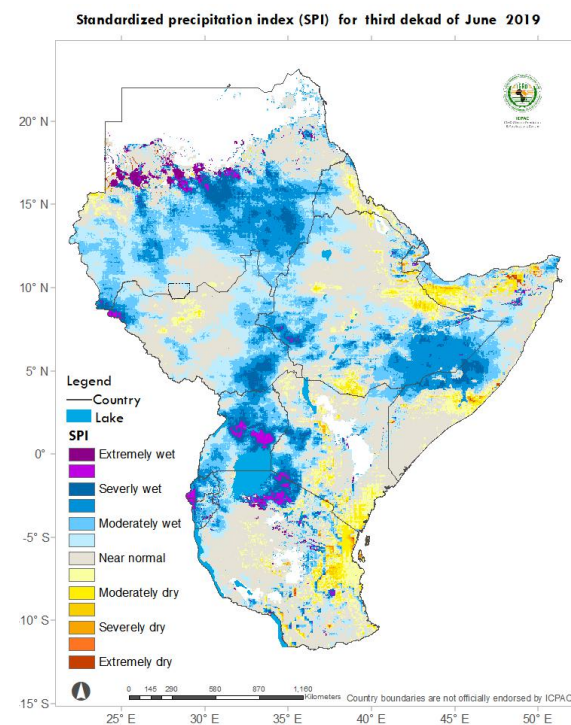 Standardized precipitation index (SPI) for third dekad of June 2019
ICPAC
20° N
15° N
10° N
5° N
0°
5° S
10° S
15° S
Legend
Country
Lake
SPI
Extremely wet
Severly wet
Moderately wet
Near normal
Moderately dry
Severely dry
Extremely dry
0 145 290 580 870 1,160
Kilometers
Country boundaries are not officially endorsed by ICPAC
25° E 30° E 35° E 40° E 45° E 50° E